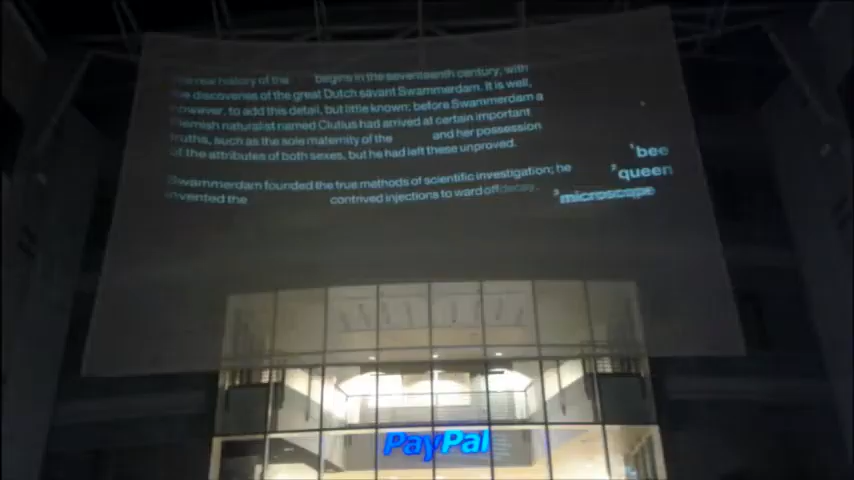 The real history of the begins in the seventeenth century, with
the discoveries of the great Dutch savant Swammerdam. It is well,
however, to add this detail, but little known: before Swammerdam a
Flemish naturalist named Clutius had arrived at certain important
truths, such as the sole maternity of the and her possession
of the attributes of both sexes, but he had left these unproved.
Swammerdam founded the true methods of scientific investigation; he
invented the contrived injections to ward off decay.
'bee
'queen
'microscope
PayPal